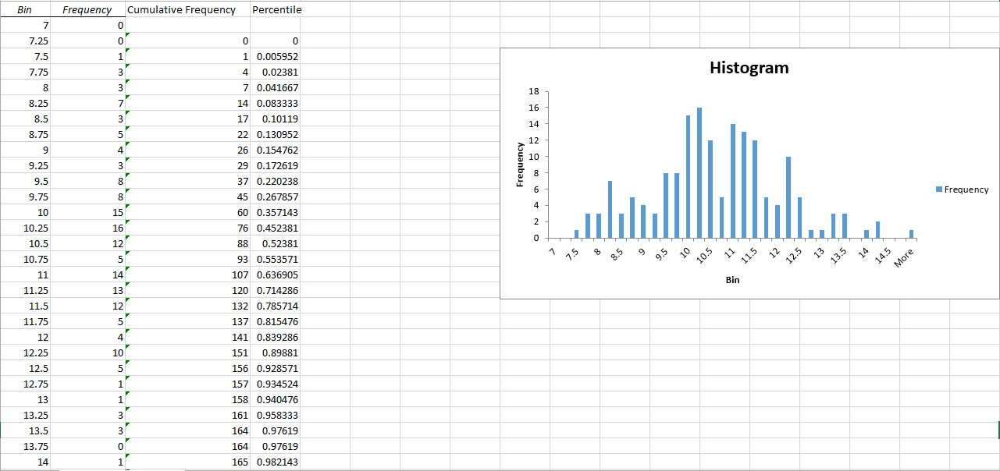 Bin Frequency Cumulative Frequency Percentile
7 0
7.25 0 0 0
7.5 1 1 0.005952
7.75 3 4 0.02381
8 3 7 0.041667
8.25 7 14 0.083333
8.5 3 17 0.10119
8.75 5 22 0.130952
9 4 26 0.154762
9.25 3 29 0.172619
9.5 8 37 0.220238
9.75 8 45 0.267857
10 15 60 0.357143
10.25 16 76 0.452381
10.5 12 88 0.52381
10.75 5 93 0.553571
11 14 107 0.636905
11.25 13 120 0.714286
11.5 12 132 0.785714
11.75 5 137 0.815476
12 4 141 0.839286
12.25 10 151 0.89881
12.5 5 156 0.928571
12.75 1 157 0.934524
13 1 158 0.940476
13.25 3 161 0.958333
13.5 3 164 0.97619
13.75 0 164 0.97619
14 1 165 0.982143
Histogram
18
16
14
12
10
8
6
4
2
0
Frequency
7 7.5 8 8.5 9 9.5 10 10.5 11 11.5 12 12.5 13 13.5 14 14.5 More
Bin
Frequency